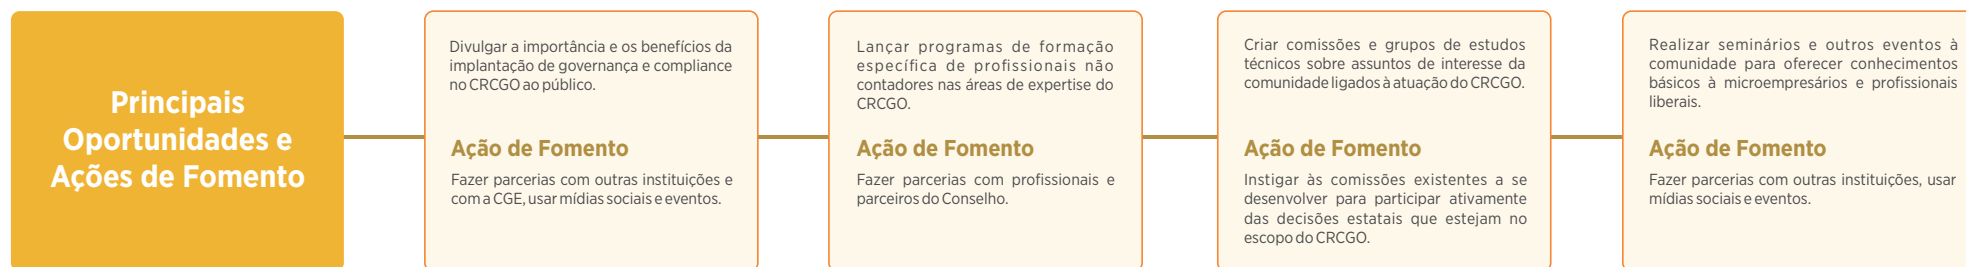 Principais
Oportunidades e
Ações de Fomento
Divulgar a importância e os benefícios da
implantação de governança e compliance
no CRCGO ao público.
Ação de Fomento
Fazer parcerias com outras instituições e
com a CGE, usar mídias sociais e eventos.
Lançar programas de formação
específica de profissionais não
contadores nas áreas de expertise do
CRCGO.
Ação de Fomento
Fazer parcerias com profissionais e
parceiros do Conselho.
Criar comissões e grupos de estudos
técnicos sobre assuntos de interesse da
comunidade ligados à atuação do CRCGO.
Ação de Fomento
Instigar às comissões existentes a se
desenvolver para participar ativamente
das decisões estatais que estejam no
escopo do CRCGO.
Realizar seminários e outros eventos à
comunidade para oferecer conhecimentos
básicos à microempresários e profissionais
liberais.
Ação de Fomento
Fazer parcerias com outras instituições, usar
mídias sociais e eventos.